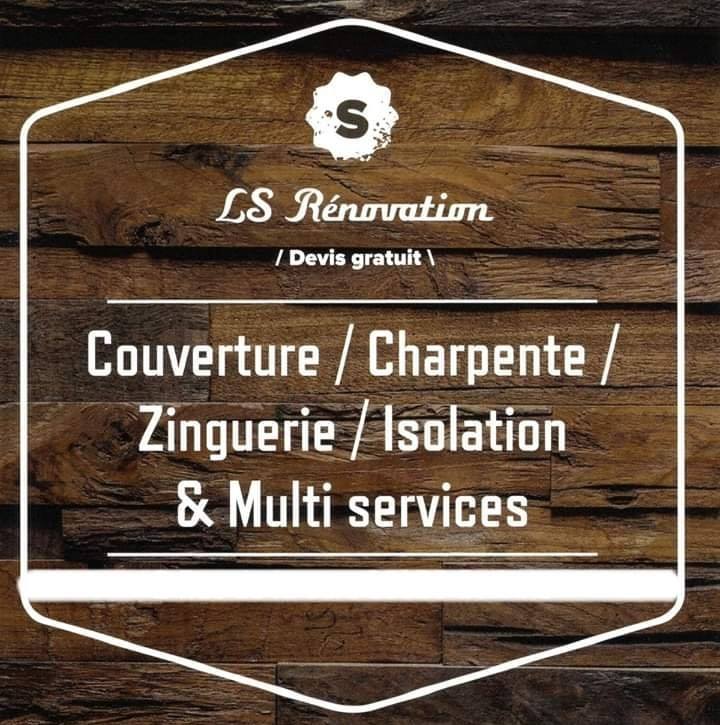 S
LS Rénovation
/ Devis gratuit \
Couverture / Charpente /
Zinguerie / Isolation
& Multi services